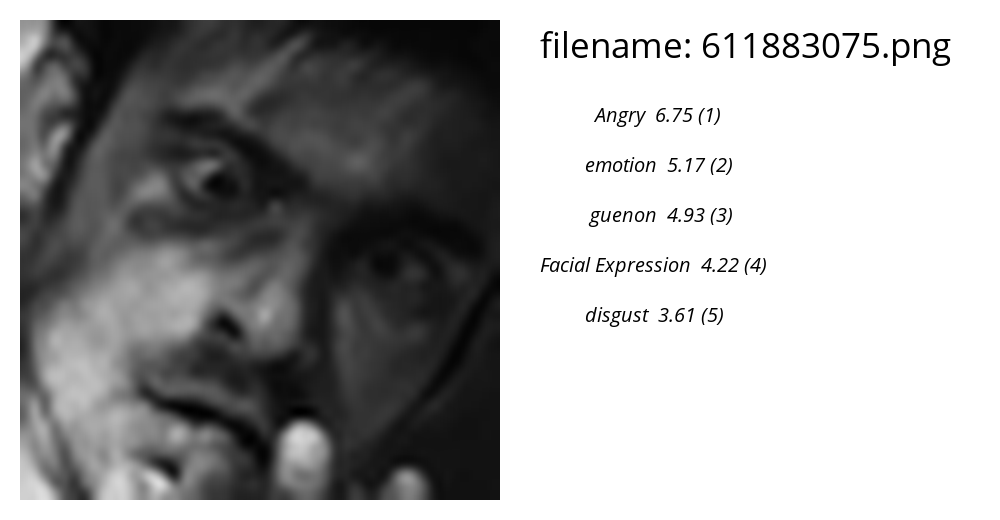 filename: 611883075.png
Angry 6.75 (1)
emotion 5.17 (2)
guenon 4.93 (3)
Facial Expression 4.22 (4)
disgust 3.61 (5)